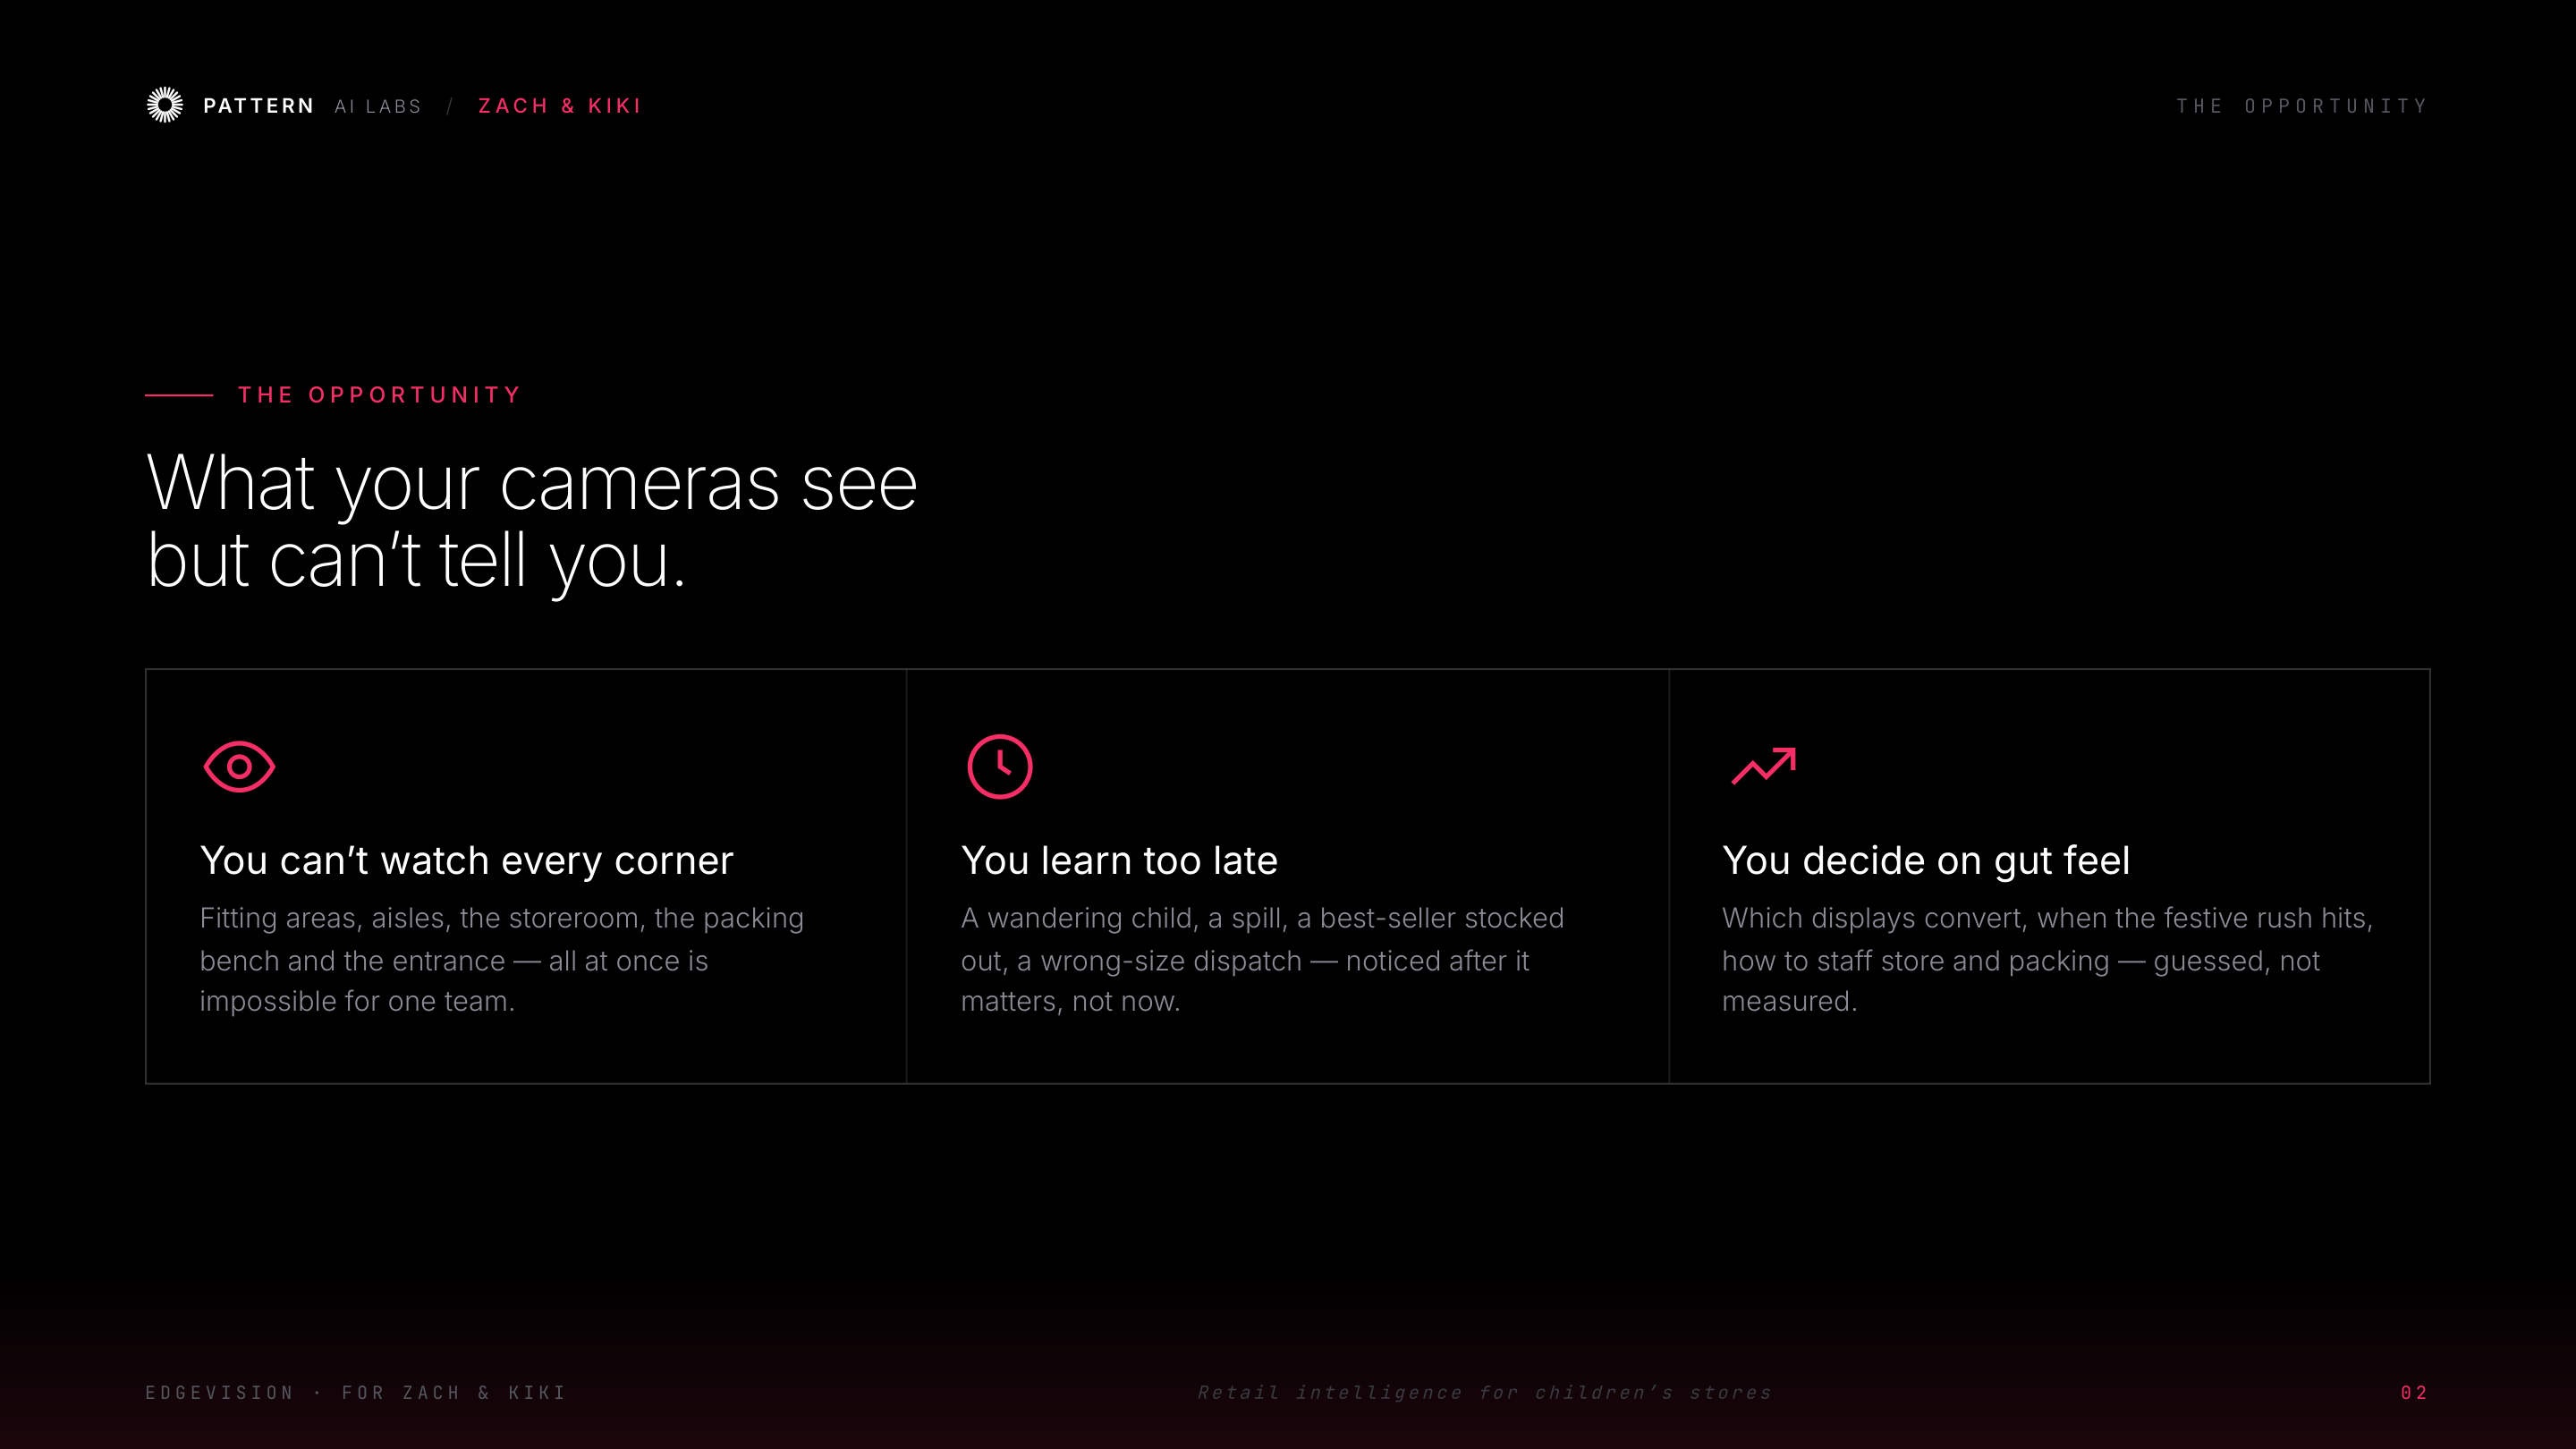 PATTERN AI LABS / ZACH & KIKI
THE OPPORTUNITY
THE OPPORTUNITY
What your cameras see
but can’t tell you.
You can’t watch every corner
Fitting areas, aisles, the storeroom, the packing
bench and the entrance — all at once is
impossible for one team.
You learn too late
A wandering child, a spill, a best-seller stocked
out, a wrong-size dispatch — noticed after it
matters, not now.
You decide on gut feel
Which displays convert, when the festive rush hits,
how to staff store and packing — guessed, not
measured.
EDGEVISION · FOR ZACH & KIKI
Retail intelligence for children’s stores
02